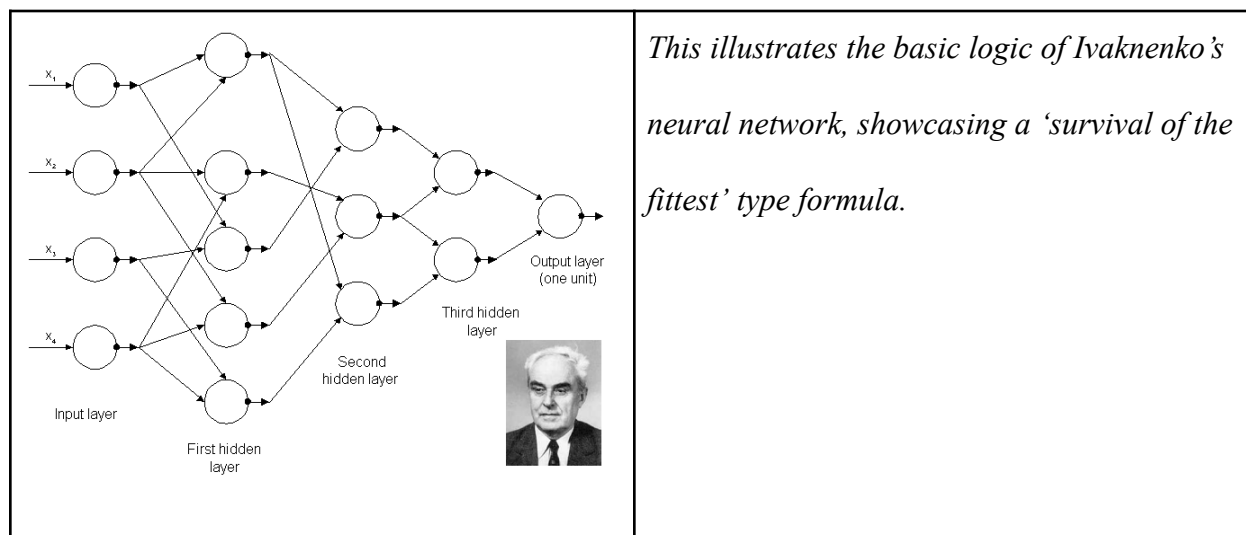 X1
X2
X3
X4
Input layer
First hidden
layer
Second
hidden layer
Third hidden
layer
Output layer
(one unit)
This illustrates the basic logic of Ivaknenko’s
neural network, showcasing a ‘survival of the
fittest’ type formula.